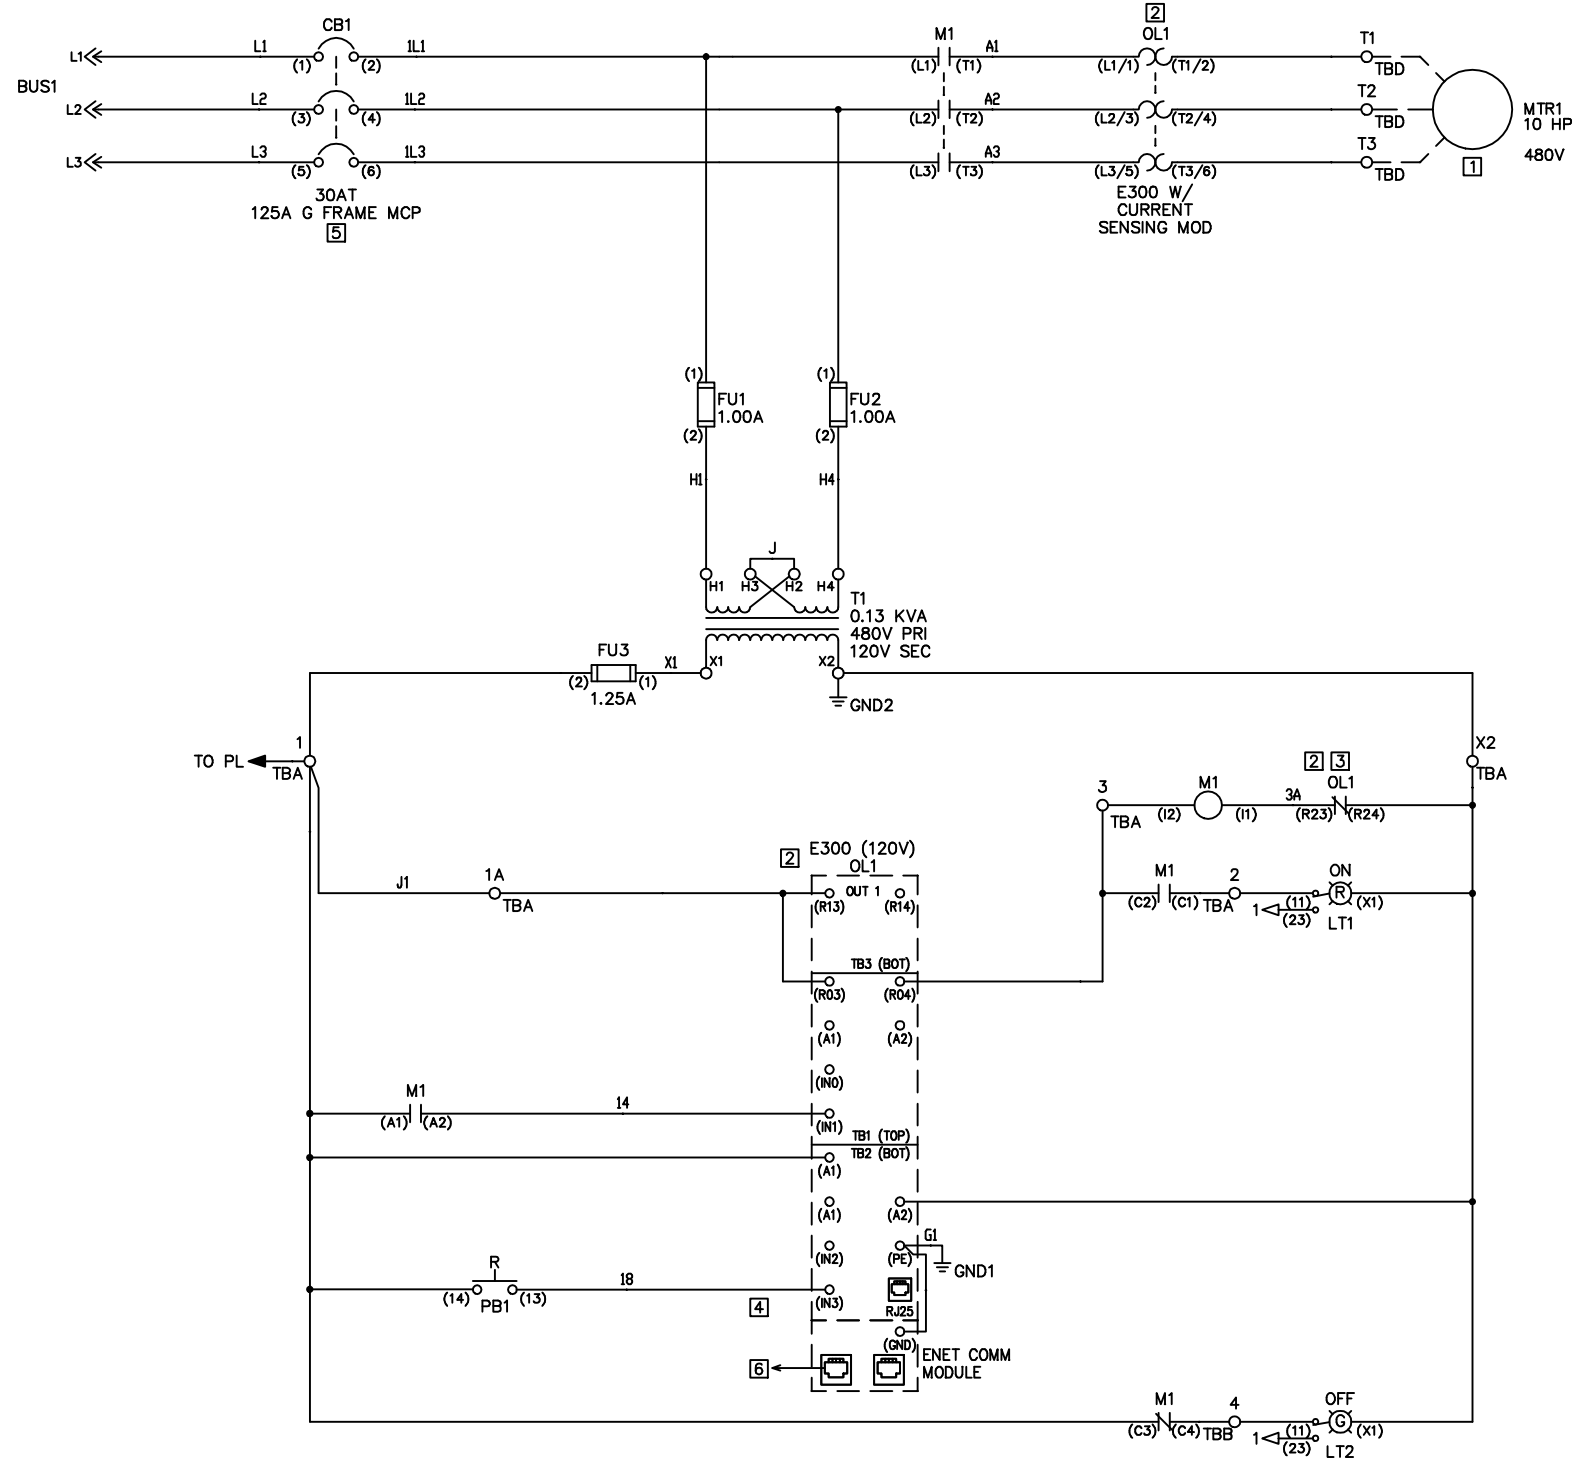 2
CB1 M1 OL1
L1 L1 1L1 A1 T1
(1) (2) (L1) (T1) (L1/1) (T1/2) TBD
BUS1
L2 L2 1L2 A2 T2
(3) (4) (L2) (T2) (L2/3) (T2/4) TBD
MTR1
10 HP
480V
1
L3 L3 1L3 A3 T3
(5) (6) (L3) (T3) (L3/5) (T3/6) TBD
30AT
125A G FRAME MCP
5
E300 W/
CURRENT
SENSING MOD
(1) (1)
FU1 FU2
1.00A 1.00A
(2) (2)
H1 H4
J
H1 H3 H2 H4
T1
0.13 KVA
480V PRI
120V SEC
FU3 X1 X1 X2
(2) (1)
1.25A
GND2
1 X2
TO PL TBA TBA
2 3
3 M1 OL1
3A
TBA (I2) (I1) (R23) (R24)
2 E300 (120V)
OL1
J1 1A
TBA
OUT 1
(R13) (R14)
M1 2 ON
(C2) (C1) TBA (11) R (X1)
1 (23) LT1
TB3 (BOT)
(R03) (R04)
(A1) (A2)
(IN0)
M1 14
(A1) (A2) (IN1)
TB1 (TOP)
TB2 (BOT)
(A1)
(A1) (A2)
G1
(IN2) (PE) GND1
R 18
(14) PB1 (13) 4 (IN3) RJ25
(GND)
6
ENET COMM
MODULE
M1 4 OFF
(C3) (C4) TBB (11) G (X1)
1 (23) LT2